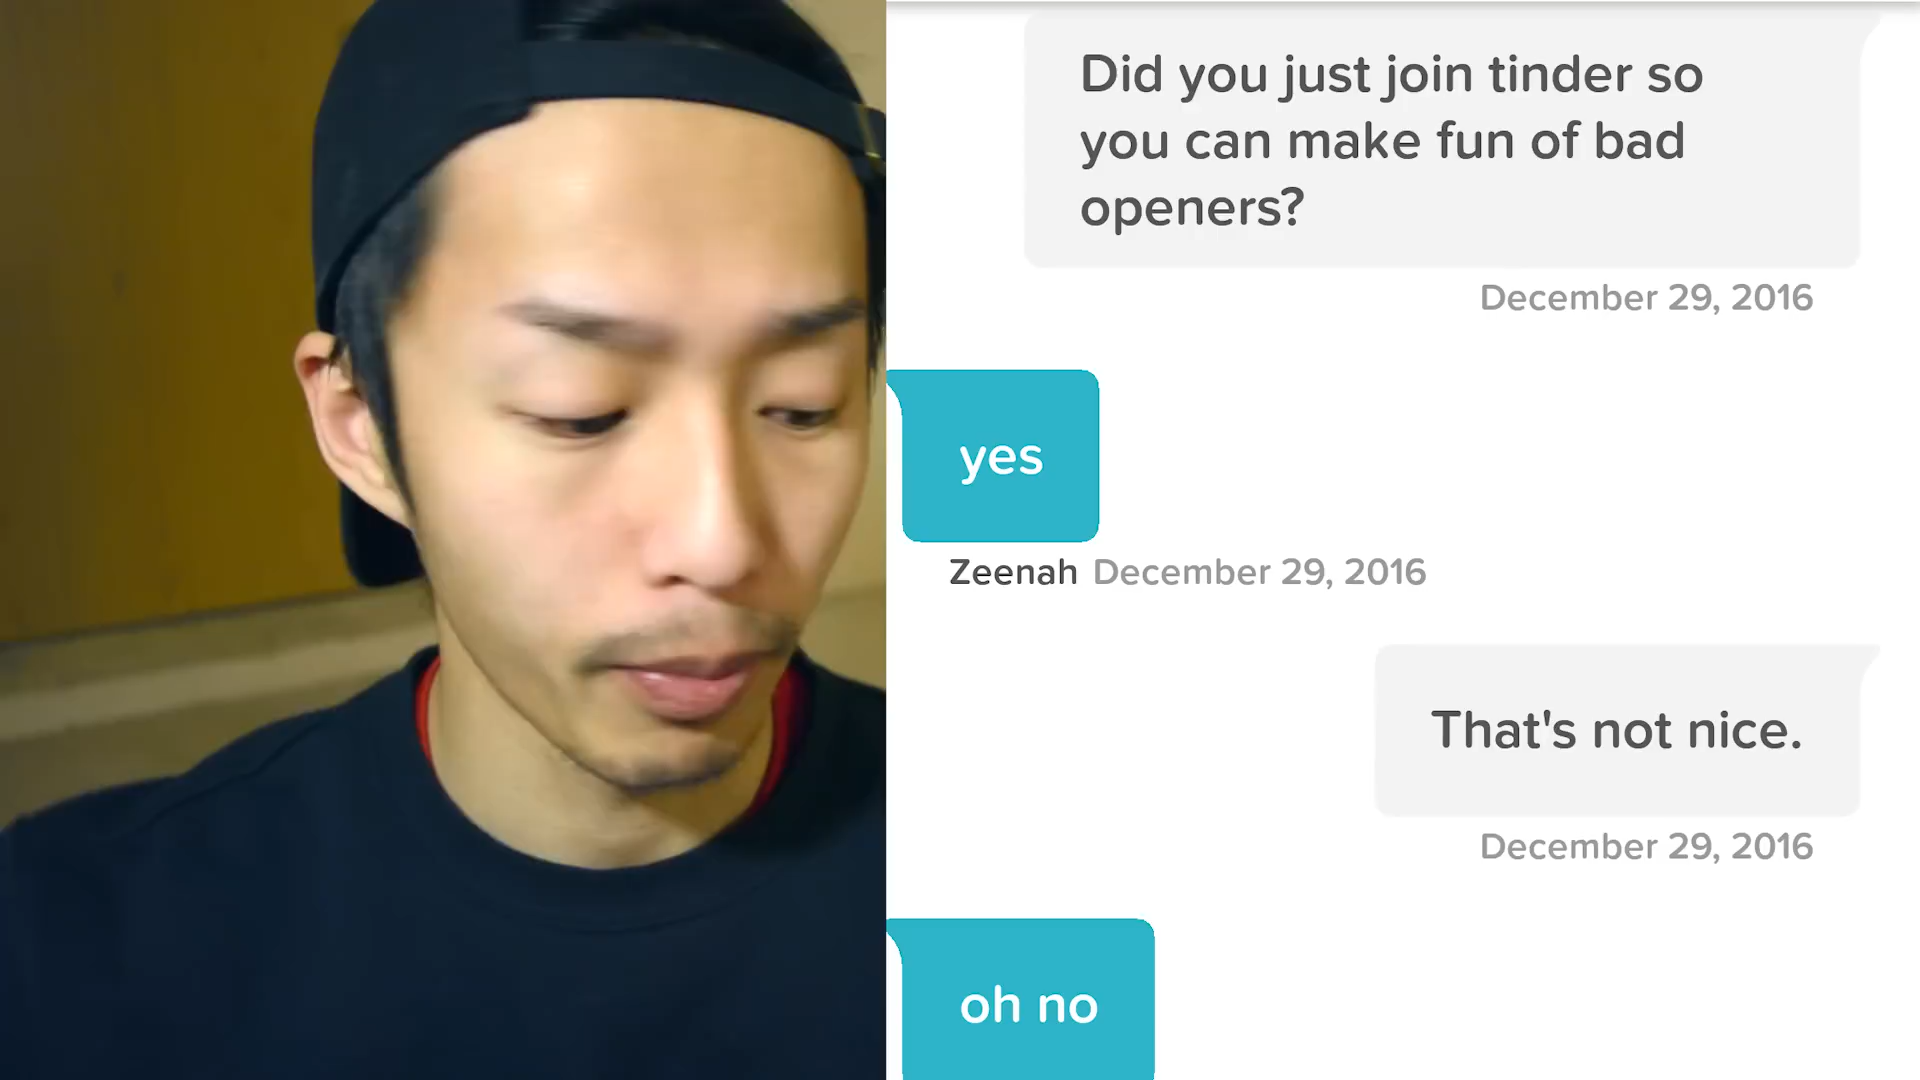 Did you just join tinder so
you can make fun of bad
openers?
December 29, 2016
yes
Zeenah December 29, 2016
That's not nice.
December 29, 2016
oh no